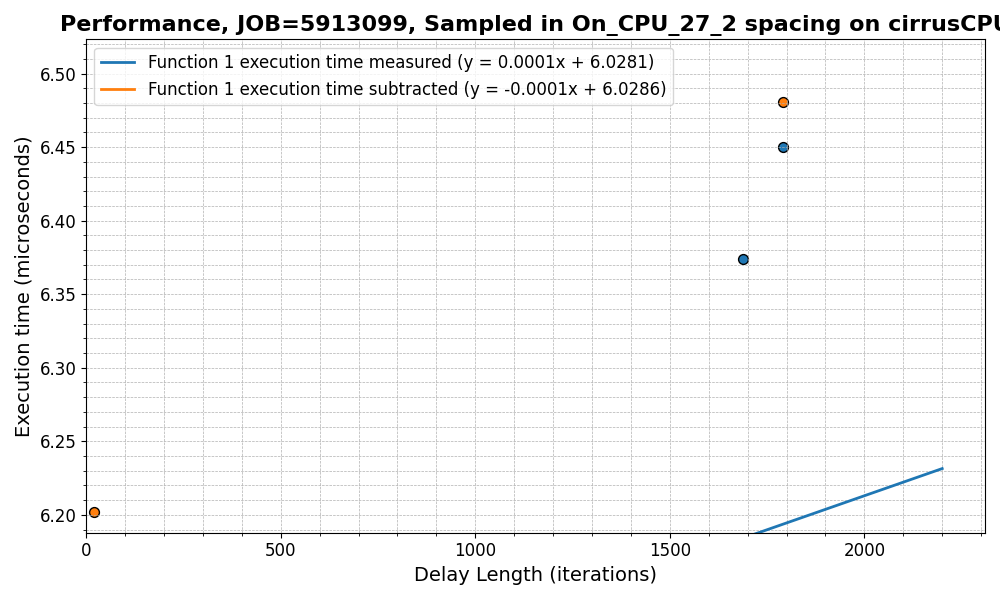 Performance, JOB=5913099, Sampled in On_CPU_27_2 spacing on cirrusCPU
Function 1 execution time measured (y = 0.0001x + 6.0281)
Function 1 execution time subtracted (y = -0.0001x + 6.0286)
Execution time (microseconds)
6.50
6.45
6.40
6.35
6.30
6.25
6.20
0 500 1000 1500 2000
Delay Length (iterations)